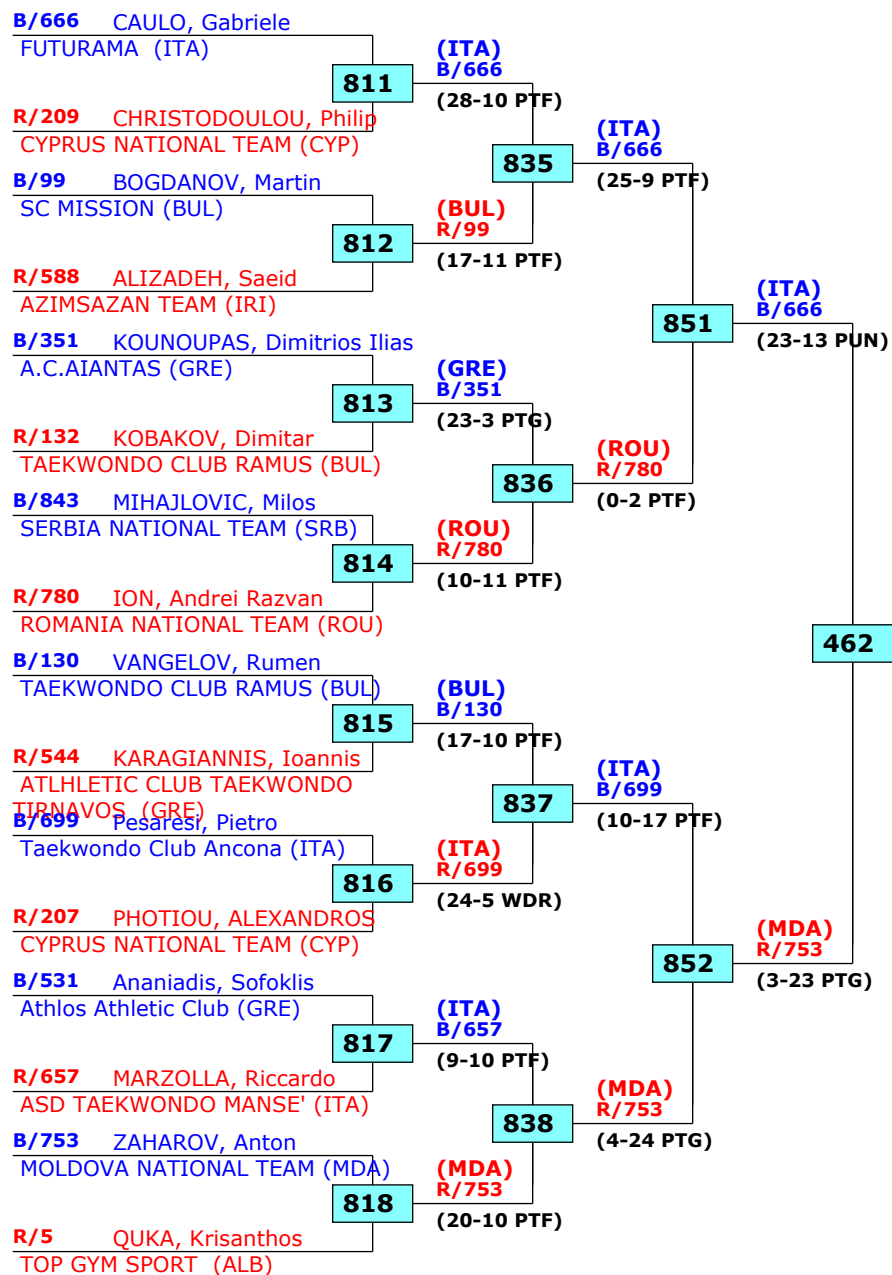 B/666 CAULO, Gabriele
FUTURAMA (ITA)
811
(ITA)
B/666
(28-10 PTF)
R/209 CHRISTODOULOU, Philip
CYPRUS NATIONAL TEAM (CYP)
835
(ITA)
B/666
(25-9 PTF)
B/99 BOGDANOV, Martin
SC MISSION (BUL)
812
(BUL)
R/99
(17-11 PTF)
R/588 ALIZADEH, Saeid
AZIMSAZAN TEAM (IRI)
851
(ITA)
B/666
(23-13 PUN)
B/351 KOUNOUPAS, Dimitrios Ilias
A.C.AIANTAS (GRE)
813
(GRE)
B/351
(23-3 PTG)
R/132 KOBAKOV, Dimitar
TAEKWONDO CLUB RAMUS (BUL)
836
(ROU)
R/780
(0-2 PTF)
B/843 MIHAJLOVIC, Milos
SERBIA NATIONAL TEAM (SRB)
814
(ROU)
R/780
(10-11 PTF)
R/780 ION, Andrei Razvan
ROMANIA NATIONAL TEAM (ROU)
462
B/130 VANGELOV, Rumen
TAEKWONDO CLUB RAMUS (BUL)
815
(BUL)
B/130
(17-10 PTF)
R/544 KARAGIANNIS, Ioannis
ATLHLETIC CLUB TAEKWONDO
TIRNAVOS (GRE)
837
(ITA)
B/699
(10-17 PTF)
B/699 Pesaresi, Pietro
Taekwondo Club Ancona (ITA)
816
(ITA)
R/699
(24-5 WDR)
R/207 PHOTIOU, ALEXANDROS
CYPRUS NATIONAL TEAM (CYP)
852
(MDA)
R/753
(3-23 PTG)
B/531 Ananiadis, Sofoklis
Athlos Athletic Club (GRE)
817
(ITA)
B/657
(9-10 PTF)
R/657 MARZOLLA, Riccardo
ASD TAEKWONDO MANSE' (ITA)
838
(MDA)
R/753
(4-24 PTG)
B/753 ZAHAROV, Anton
MOLDOVA NATIONAL TEAM (MDA)
818
(MDA)
R/753
(20-10 PTF)
R/5 QUKA, Krisanthos
TOP GYM SPORT (ALB)